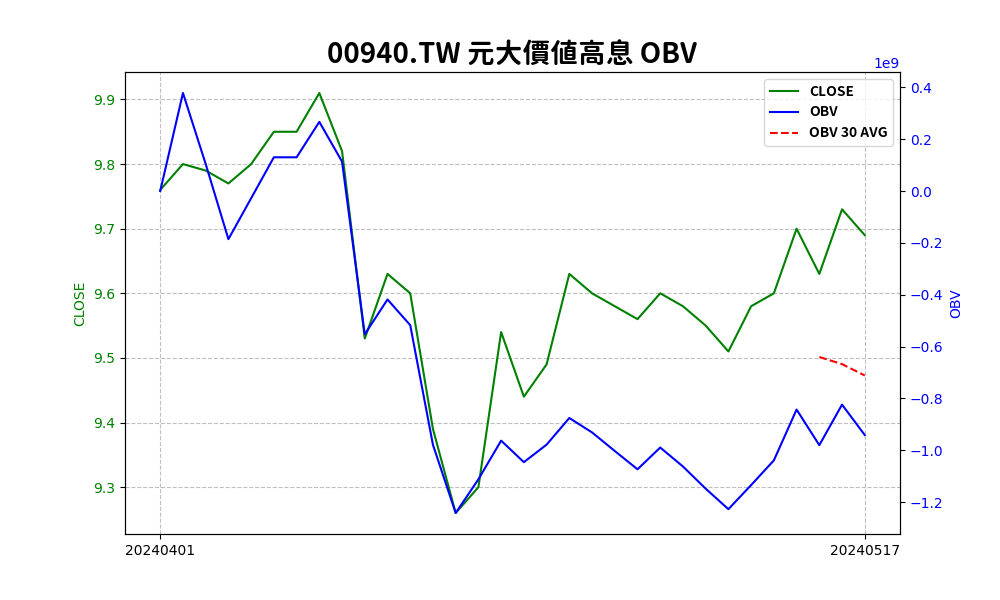 00940.TW 元大價值高息 OBV
1e9
CLOSE
OBV
OBV 30 AVG
9.9
9.8
9.7
9.6
9.5
9.4
9.3
CLOSE
0.4
0.2
0.0
−0.2
−0.4
−0.6
−0.8
−1.0
−1.2
OBV
20240401
20240517